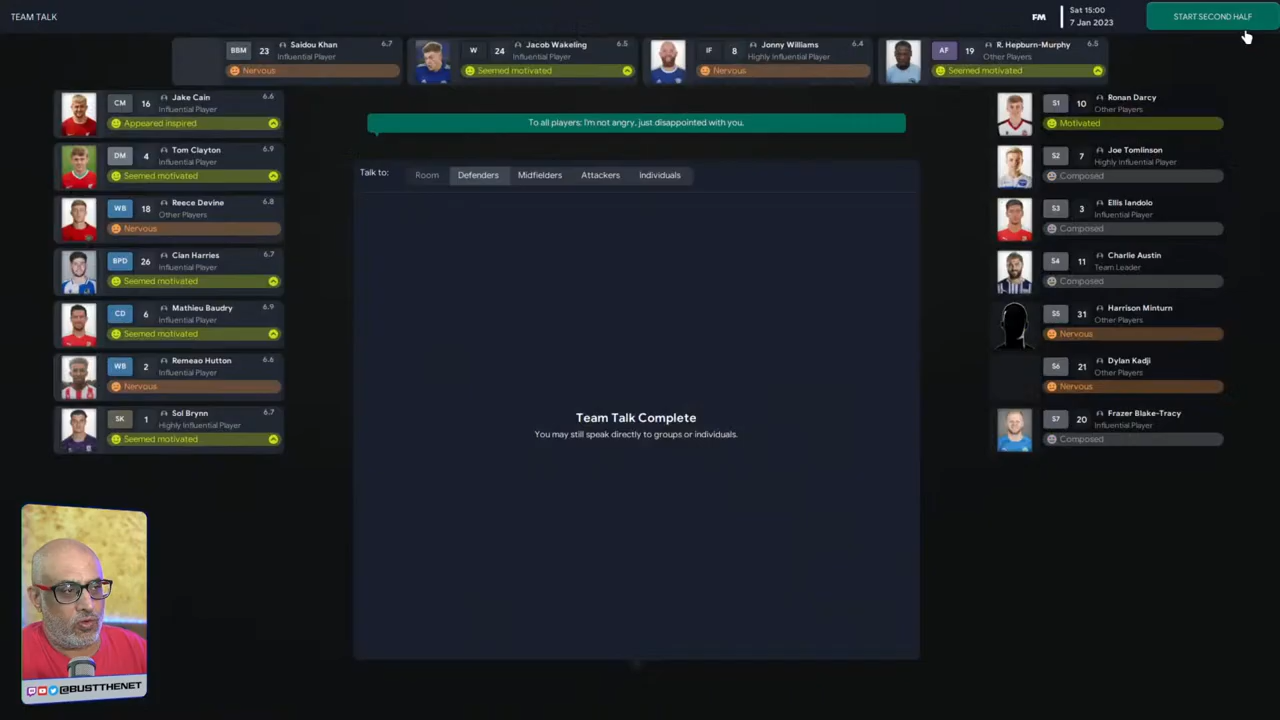 TEAM TALK
FM
Sat 15:00
7 Jan 2023
START SECOND HALF
BBM 23 Saidou Khan 6.7
Influential Player
Nervous
W 24 Jacob Wakeling 6.5
Influential Player
Seemed motivated
IF 8 Jonny Williams 6.4
Highly Influential Player
Nervous
AF 19 R. Hepburn-Murphy 6.5
Other Players
Seemed motivated
CM 16 Jake Cain 6.6
Influential Player
Appeared inspired
DM 4 Tom Clayton 6.9
Influential Player
Seemed motivated
WB 18 Reece Devine 6.8
Other Players
Nervous
BPD 26 Cian Harries 6.7
Influential Player
Seemed motivated
CD 6 Mathieu Baudry 6.9
Influential Player
Seemed motivated
WB 2 Remeao Hutton 6.6
Influential Player
Nervous
SK 1 Sol Brynn 6.7
Highly Influential Player
Seemed motivated
To all players: I'm not angry, just disappointed with you.
Talk to: Room Defenders Midfielders Attackers Individuals
Team Talk Complete
You may still speak directly to groups or individuals.
S1 10 Ronan Darcy
Other Players
Motivated
S2 7 Joe Tomlinson
Highly Influential Player
Composed
S3 3 Ellis Iandolo
Influential Player
Composed
S4 11 Charlie Austin
Team Leader
Composed
S5 31 Harrison Minturn
Other Players
Nervous
S6 21 Dylan Kadji
Other Players
Nervous
S7 20 Frazer Blake-Tracy
Influential Player
Composed
@BUSTTHENET